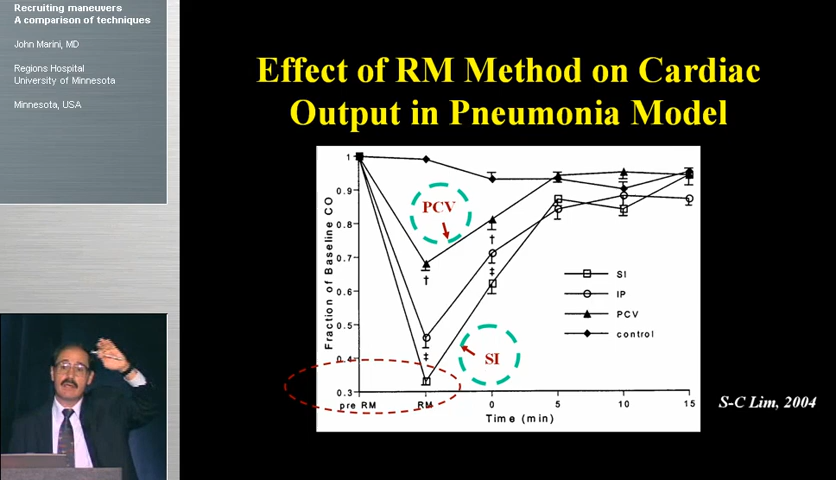 Recruiting maneuvers
A comparison of techniques
John Marini, MD
Regions Hospital
University of Minnesota
Minnesota, USA
Effect of RM Method on Cardiac
Output in Pneumonia Model
Fraction of Baseline CO
1
0.9
0.8
0.7
0.6
0.5
0.4
0.3
PCV
†
†
‡
‡
SI
SI
IP
PCV
control
pre RM RM 0 5 10 15
Time (min)
S-C Lim, 2004